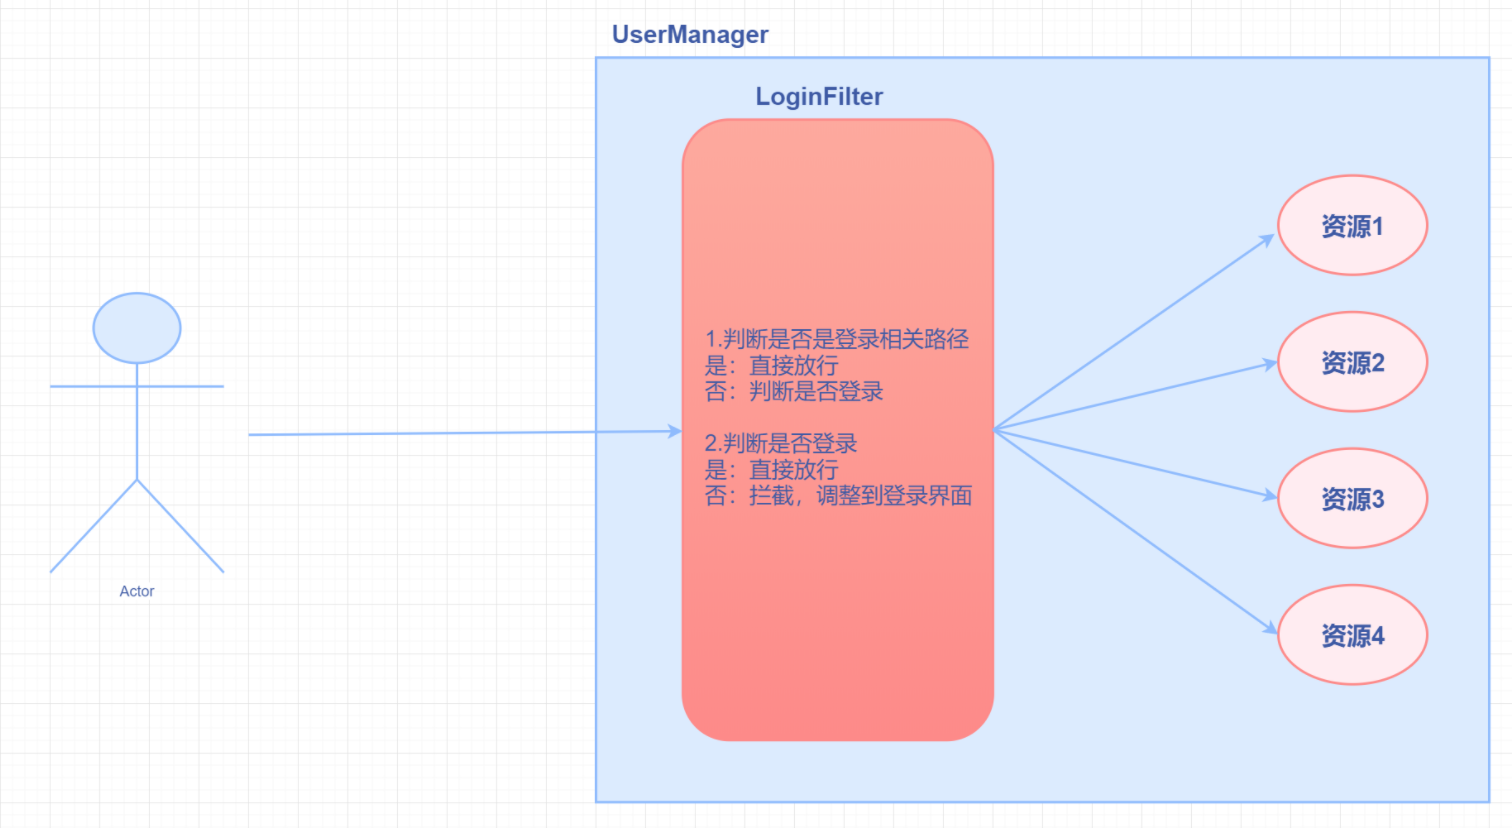 UserManager
LoginFilter
1.判断是否是登录相关路径
是：直接放行
否：判断是否登录
2.判断是否登录
是：直接放行
否：拦截，调整到登录界面
资源1
资源2
资源3
资源4
Actor